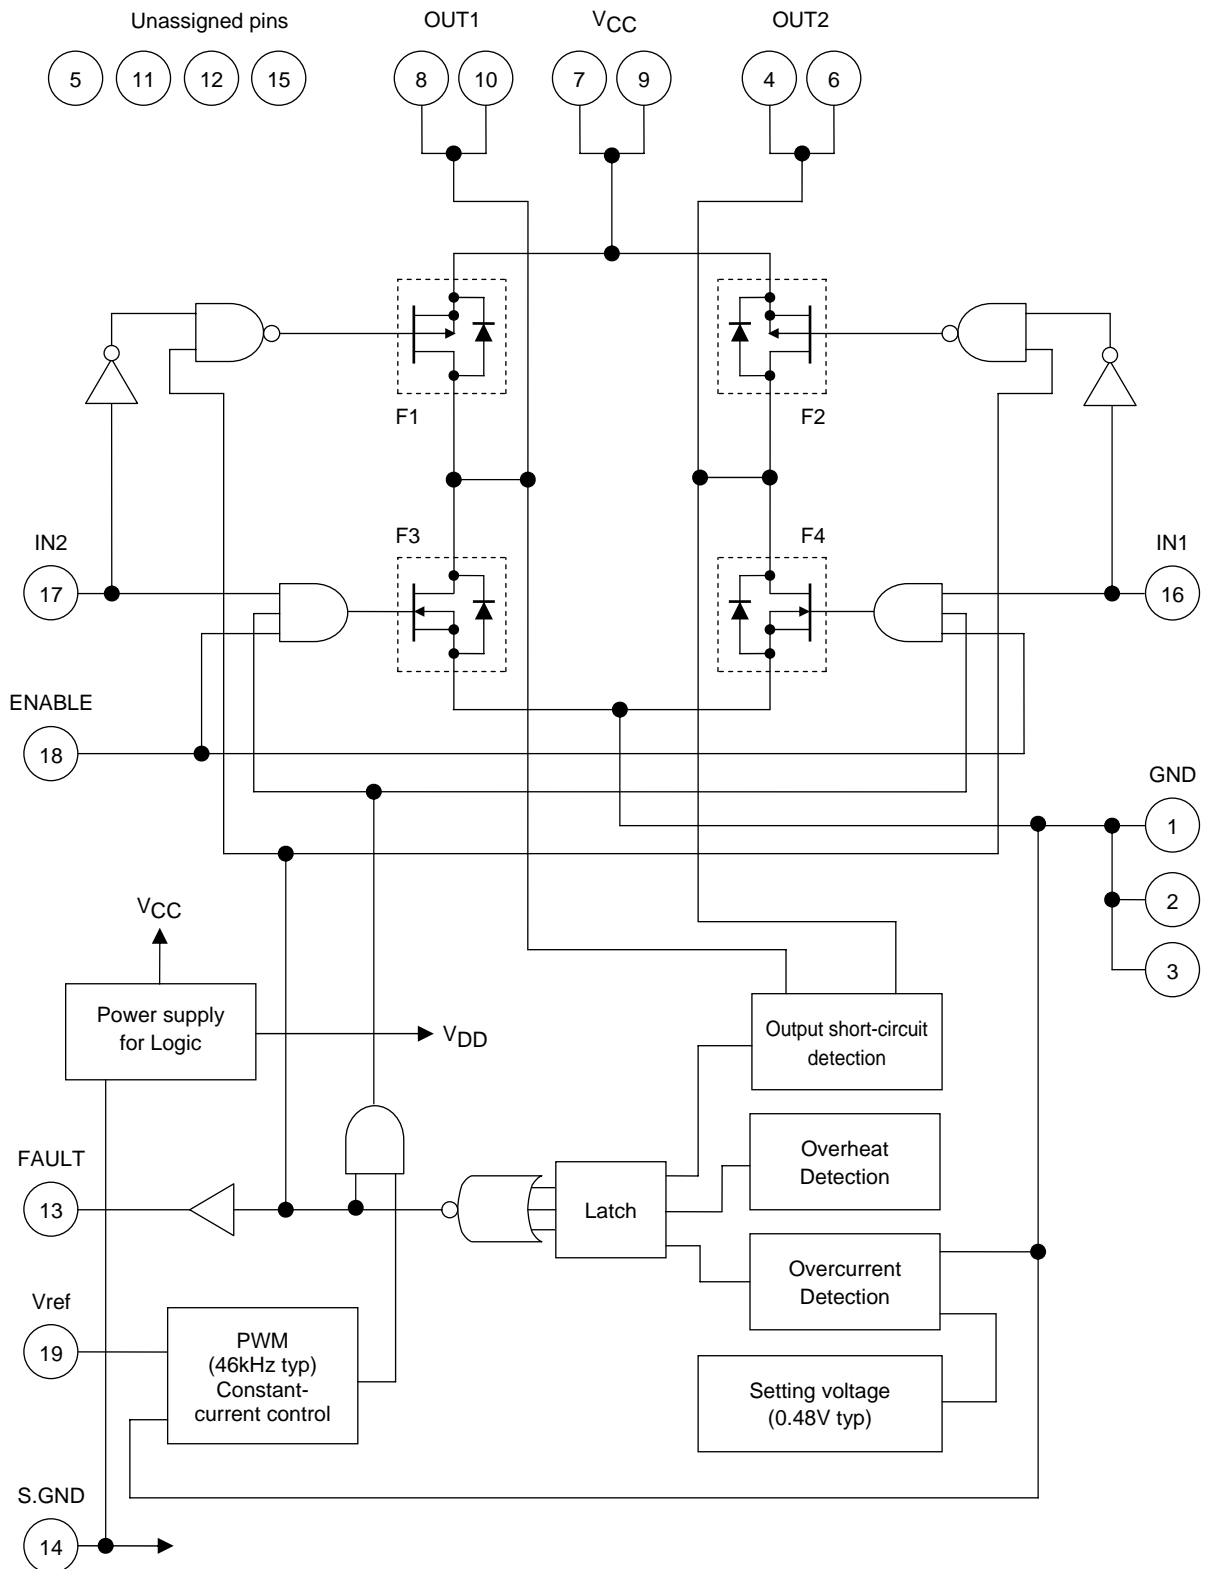 Unassigned pins
OUT1
VCC
OUT2
5
11
12
15
8
10
7
9
4
6
F1
F2
F3
F4
IN2
IN1
17
16
ENABLE
18
GND
1
2
3
VCC
Power supply
for Logic
VDD
Output short-circuit
detection
Overheat
Detection
FAULT
13
Latch
Overcurrent
Detection
Vref
19
PWM
(46kHz typ)
Constant-
current control
Setting voltage
(0.48V typ)
S.GND
14